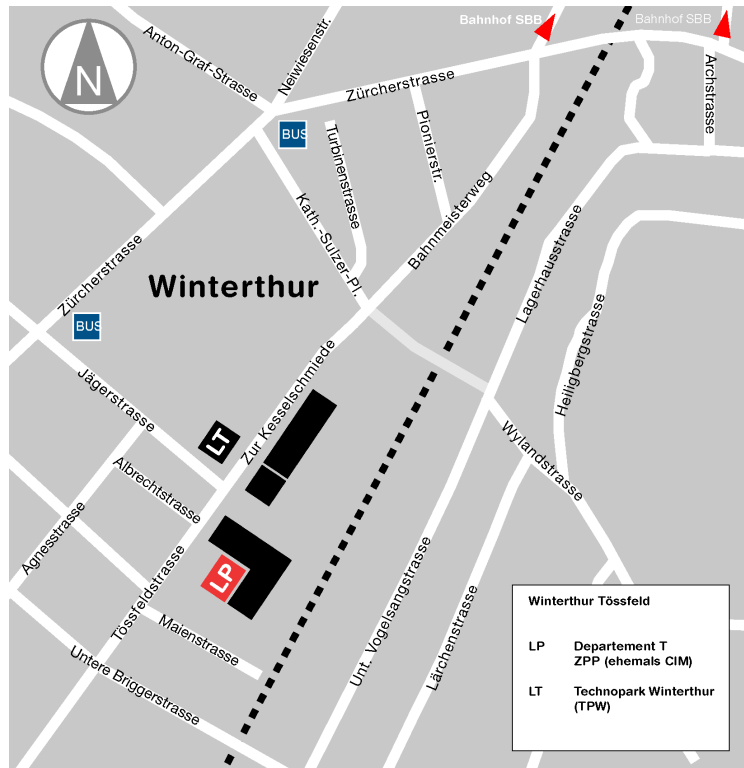 Bahnhof SBB
Bahnhof SBB
Anton-Graf-Strasse
Neiwiesenstr.
N
Zürcherstrasse
Archstrasse
BUS
Turbinenstrasse
Pionierstr.
Kath.-Sulzer-Pl.
Bahnmeisterweg
Zürcherstrasse
Winterthur
Lagerhausstrasse
BUS
Heiligbergstrasse
Jägerstrasse
Zur Kesselschmiede
LT
Wylandstrasse
Albrechtstrasse
Agnesstrasse
LP
Tössfeldstrasse
Maienstrasse
Untere Briggerstrasse
Unt. Vogelsangstrasse
Lärchenstrasse
Winterthur Tössfeld
LP Departement T
ZPP (ehemals CIM)
LT Technopark Winterthur
(TPW)